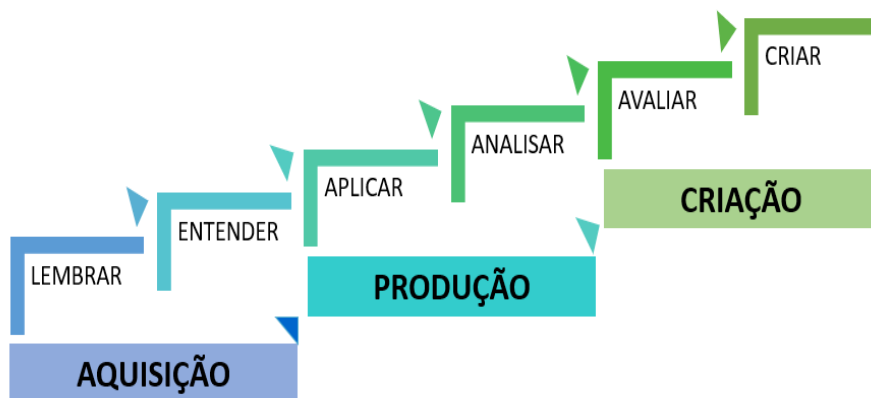 CRIAR
AVALIAR
ANALISAR
APLICAR
CRIAÇÃO
ENTENDER
LEMBRAR
PRODUÇÃO
AQUISIÇÃO